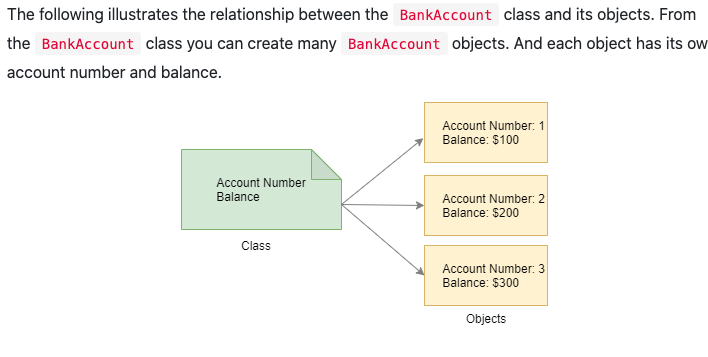 The following illustrates the relationship between the BankAccount class and its objects. From
the BankAccount class you can create many BankAccount objects. And each object has its ow
account number and balance.
Account Number
Balance
Class
Account Number: 1
Balance: $100
Account Number: 2
Balance: $200
Account Number: 3
Balance: $300
Objects